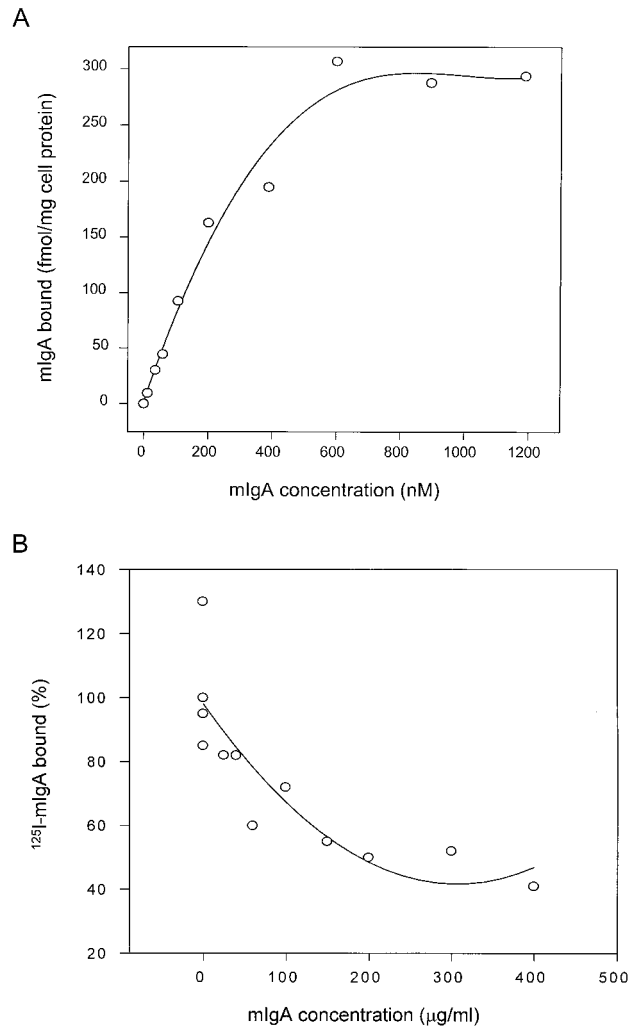 A
mIgA bound (fmol/mg cell protein)
300
250
200
150
100
50
0
0 200 400 600 800 1000 1200
mIgA concentration (nM)
B
¹²⁵I-mIgA bound (%)
140
120
100
80
60
40
20
0 100 200 300 400 500
mIgA concentration (μg/ml)